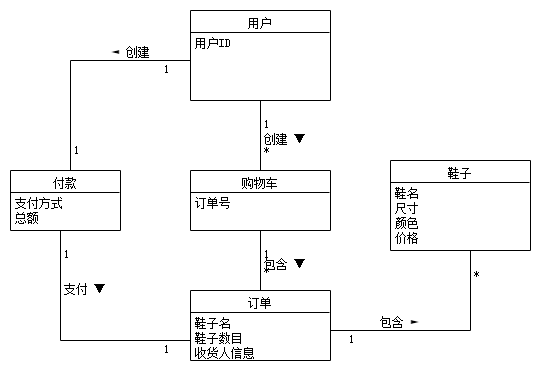 用户
用户ID
◄ 创建
1
1
1
创建 ▼
*
付款
支付方式
总额
购物车
订单号
鞋子
鞋名
尺寸
颜色
价格
1
支付 ▼
1
1
包含 ▼
*
订单
鞋子名
鞋子数目
收货人信息
包含 ►
1
*